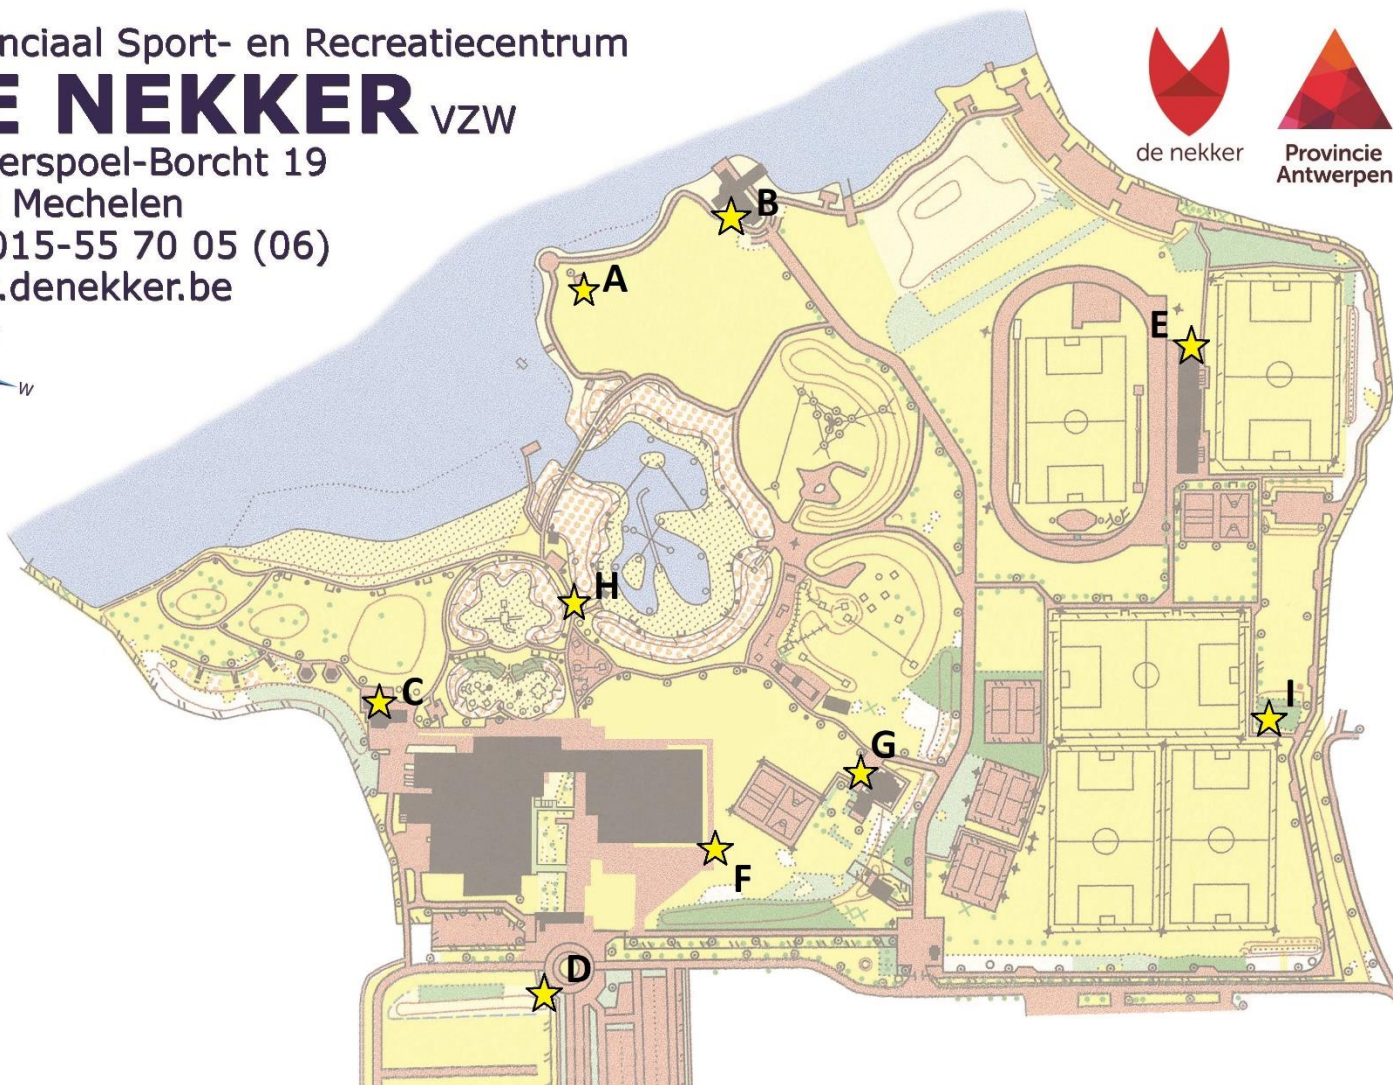 nciaal Sport- en Recreatiecentrum
E NEKKER VZW
erspoel-Borcht 19
Mechelen
015-55 70 05 (06)
.denekker.be
W
de nekker
Provincie
Antwerpen
A
B
C
D
E
F
G
H
I